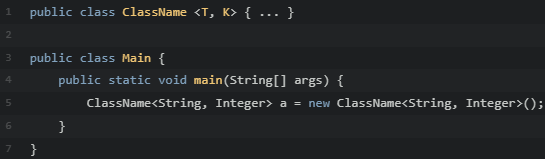 1 public class ClassName <T, K> { ... }
2
3 public class Main {
4 public static void main(String[] args) {
5 ClassName<String, Integer> a = new ClassName<String, Integer>();
6 }
7 }